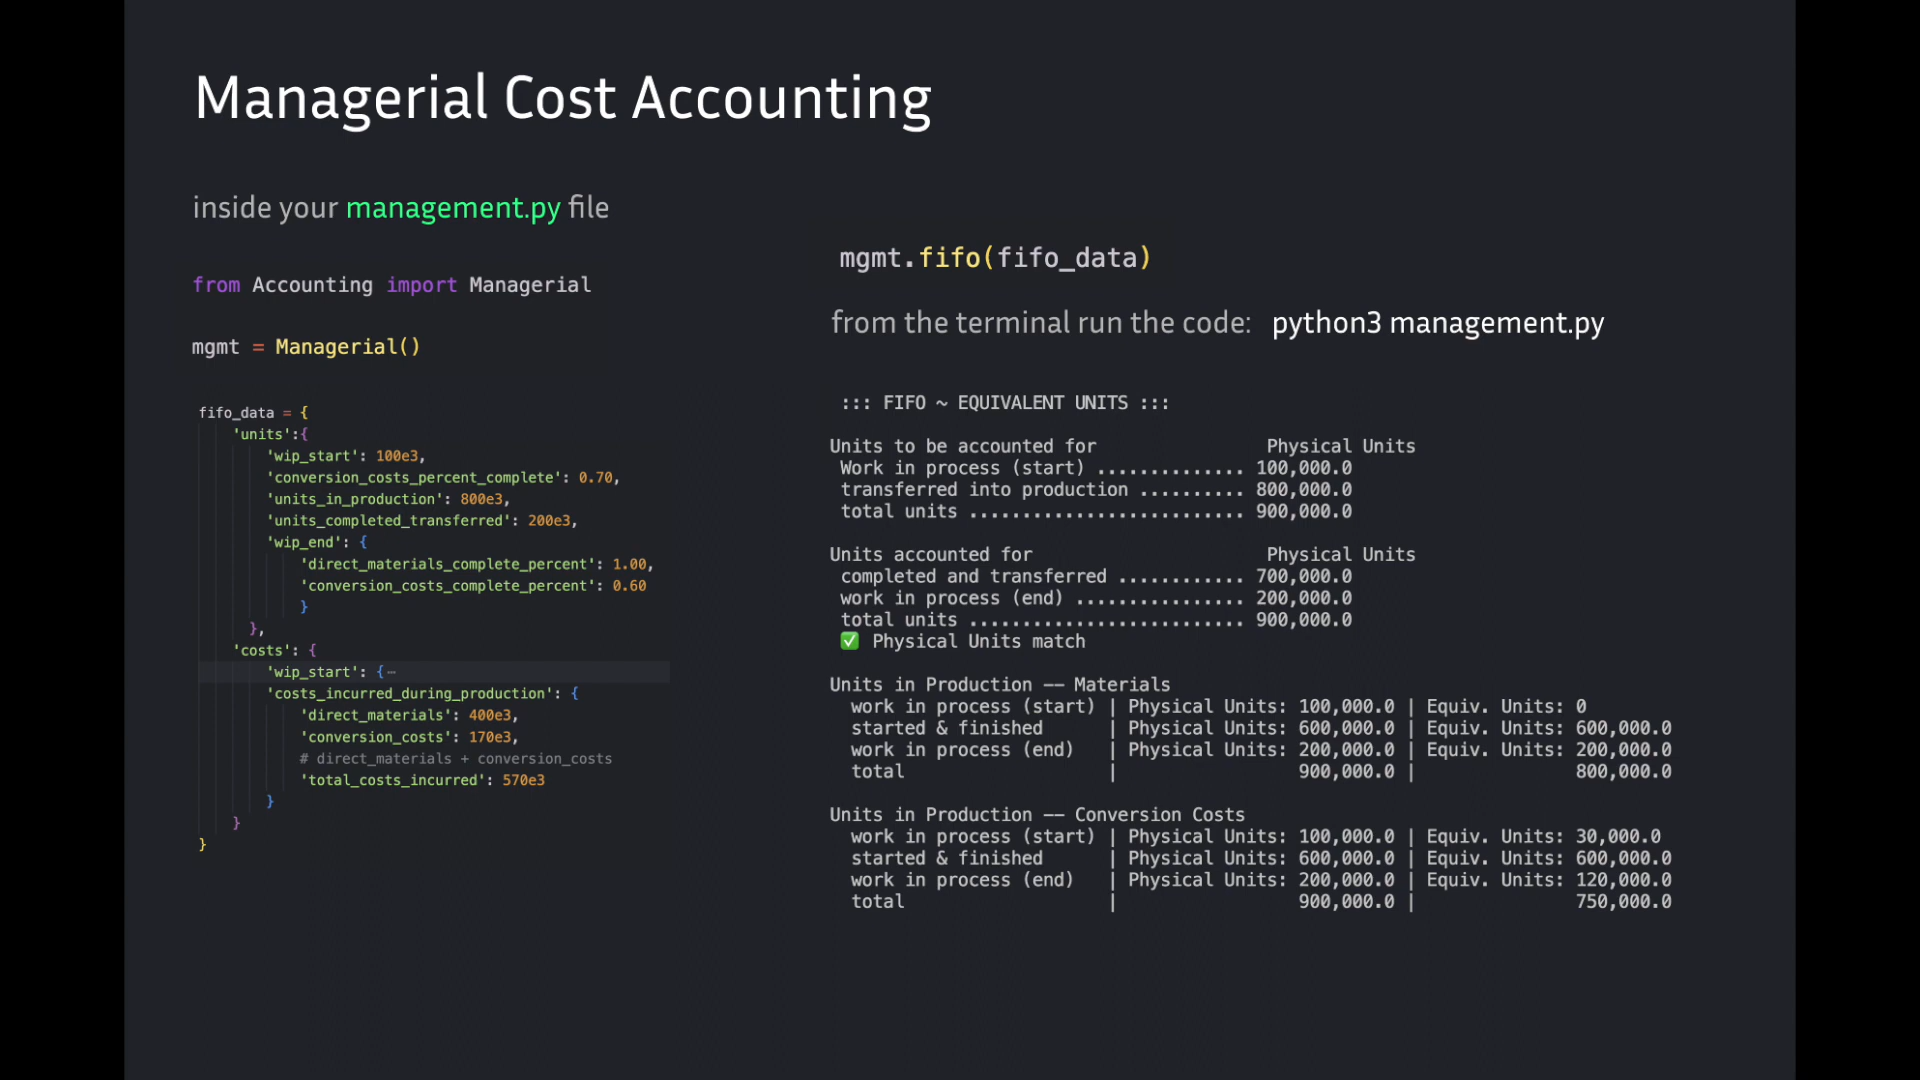 Managerial Cost Accounting
inside your management.py file
from Accounting import Managerial
mgmt = Managerial()
fifo_data = {
'units':{
'wip_start': 100e3,
'conversion_costs_percent_complete': 0.70,
'units_in_production': 800e3,
'units_completed_transferred': 200e3,
'wip_end': {
'direct_materials_complete_percent': 1.00,
'conversion_costs_complete_percent': 0.60
}
},
'costs': {
'wip_start': {⋯
'costs_incurred_during_production': {
'direct_materials': 400e3,
'conversion_costs': 170e3,
# direct_materials + conversion_costs
'total_costs_incurred': 570e3
}
}
}
mgmt.fifo(fifo_data)
from the terminal run the code: python3 management.py
::: FIFO ~ EQUIVALENT UNITS :::
Units to be accounted for Physical Units
Work in process (start) .............. 100,000.0
transferred into production .......... 800,000.0
total units .......................... 900,000.0
Units accounted for Physical Units
completed and transferred ............ 700,000.0
work in process (end) ................ 200,000.0
total units .......................... 900,000.0
✅ Physical Units match
Units in Production –– Materials
work in process (start) | Physical Units: 100,000.0 | Equiv. Units: 0
started & finished | Physical Units: 600,000.0 | Equiv. Units: 600,000.0
work in process (end) | Physical Units: 200,000.0 | Equiv. Units: 200,000.0
total | 900,000.0 | 800,000.0
Units in Production –– Conversion Costs
work in process (start) | Physical Units: 100,000.0 | Equiv. Units: 30,000.0
started & finished | Physical Units: 600,000.0 | Equiv. Units: 600,000.0
work in process (end) | Physical Units: 200,000.0 | Equiv. Units: 120,000.0
total | 900,000.0 | 750,000.0